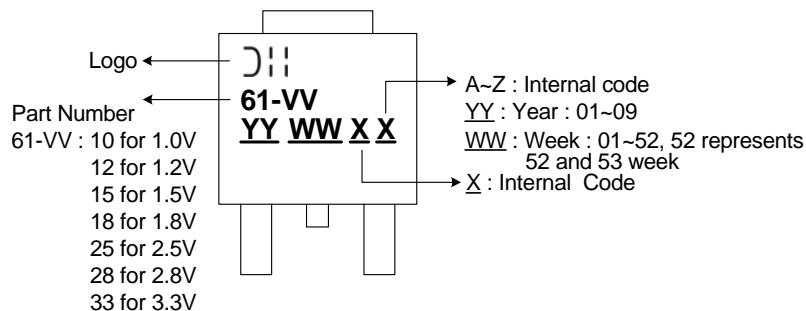 Logo
61-VV
YY WW X X
Part Number
61-VV : 10 for 1.0V
12 for 1.2V
15 for 1.5V
18 for 1.8V
25 for 2.5V
28 for 2.8V
33 for 3.3V
A~Z : Internal code
YY : Year : 01~09
WW : Week : 01~52, 52 represents
52 and 53 week
X : Internal Code